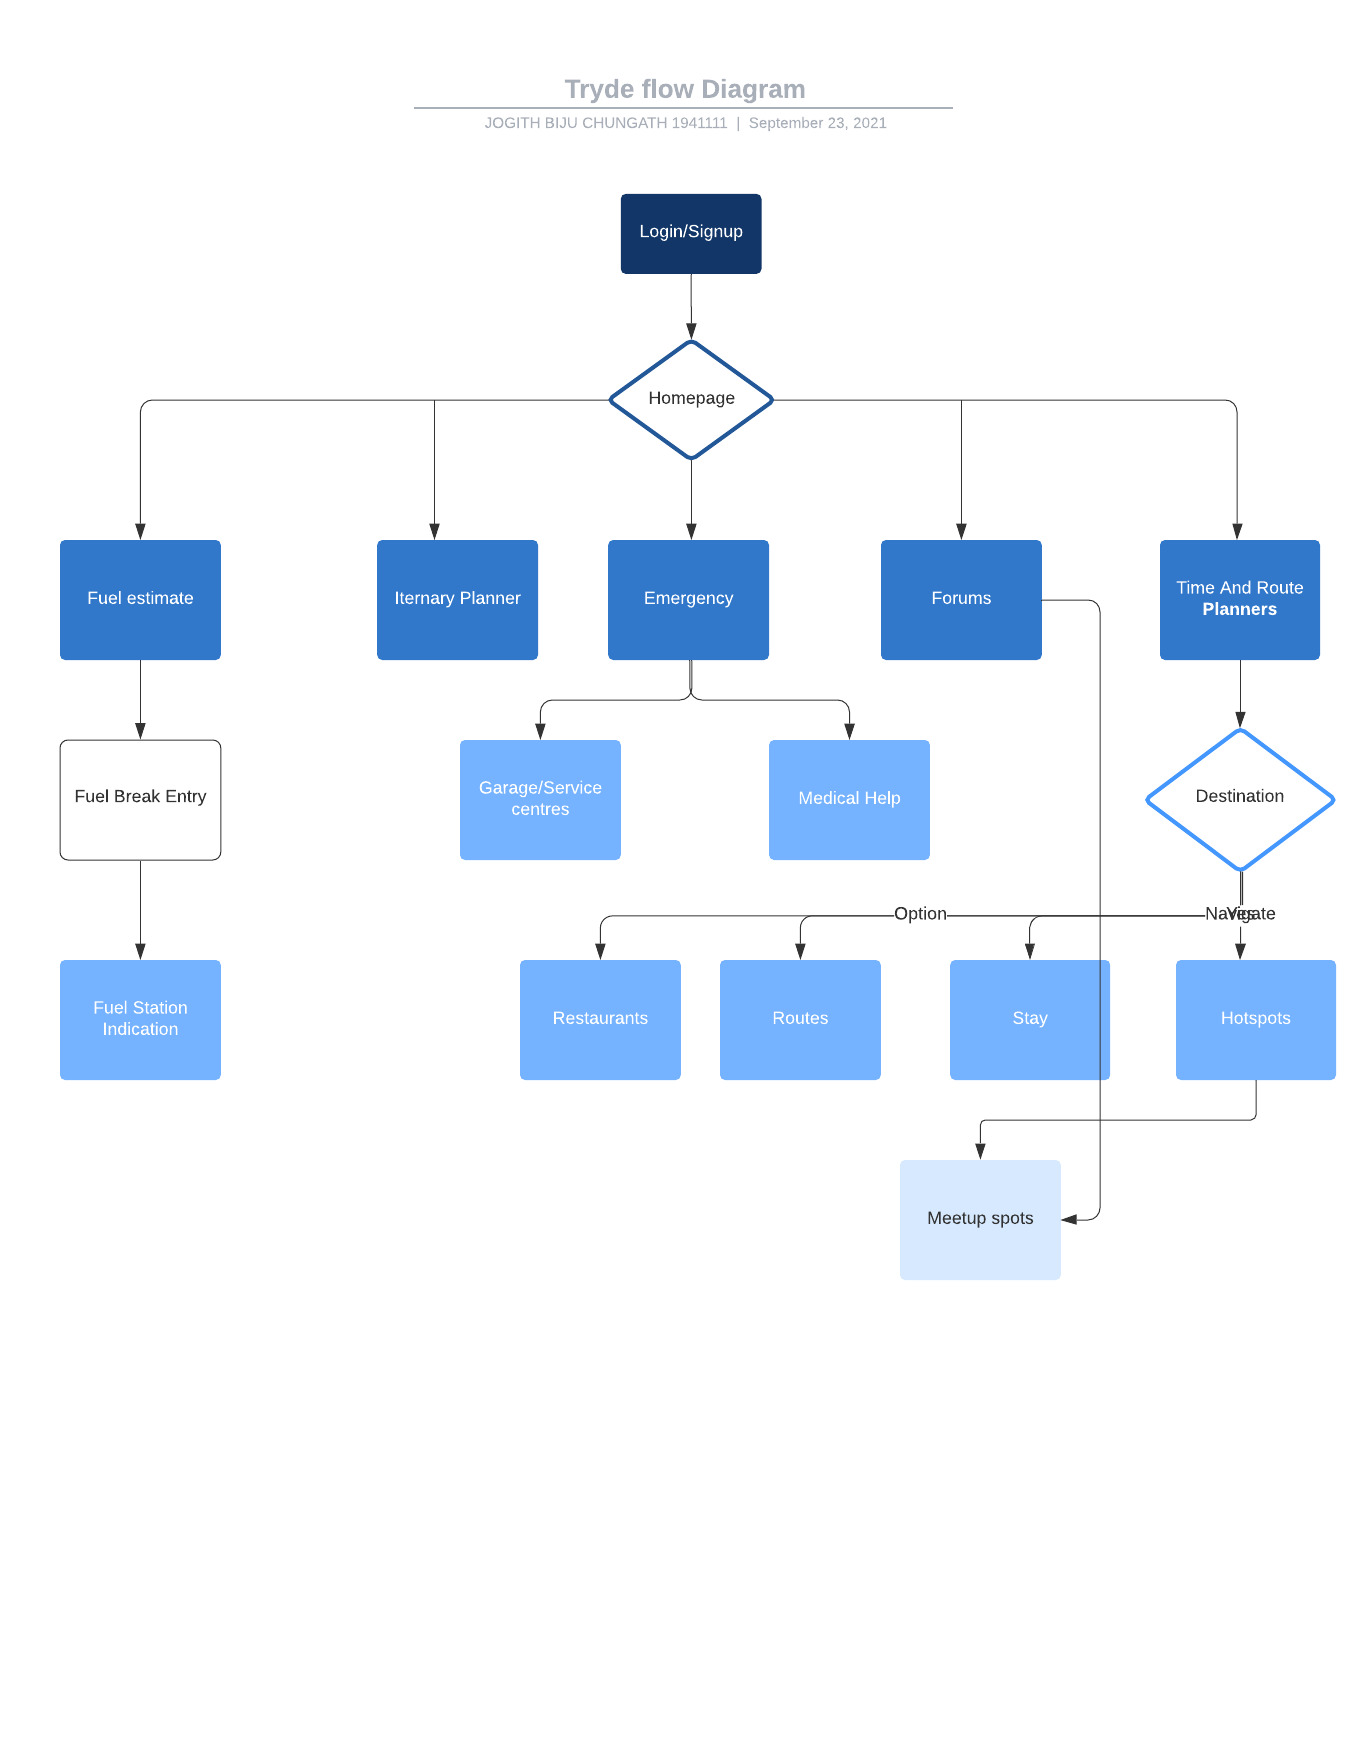 Tryde flow Diagram
JOGITH BIJU CHUNGATH 1941111 | September 23, 2021
Login/Signup
Homepage
Fuel estimate
Iternary Planner
Emergency
Forums
Time And Route
Planners
Fuel Break Entry
Garage/Service
centres
Medical Help
Destination
Option
Navigate
Yes
Fuel Station
Indication
Restaurants
Routes
Stay
Hotspots
Meetup spots